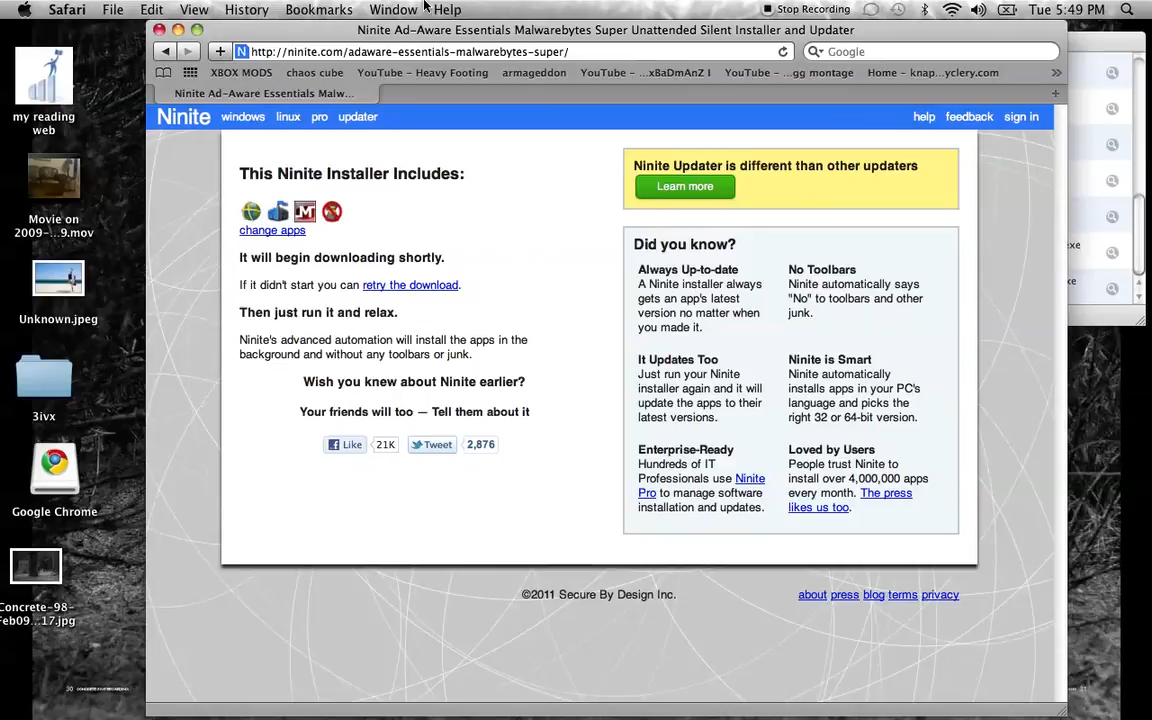 Safari File Edit View History Bookmarks Window Help Stop Recording Tue 5:49 PM
Ninite Ad-Aware Essentials Malwarebytes Super Unattended Silent Installer and Updater
http://ninite.com/adaware-essentials-malwarebytes-super/ Google
XBOX MODS chaos cube YouTube - Heavy Footing armageddon YouTube - ...xBaDmAnZ I YouTube - ...gg montage Home - knap...yclery.com
Ninite Ad-Aware Essentials Malw...
Ninite windows linux pro updater help feedback sign in
This Ninite Installer Includes:
change apps
It will begin downloading shortly.
If it didn't start you can retry the download.
Then just run it and relax.
Ninite's advanced automation will install the apps in the
background and without any toolbars or junk.
Wish you knew about Ninite earlier?
Your friends will too — Tell them about it
Like 21K Tweet 2,876
Ninite Updater is different than other updaters
Learn more
Did you know?
Always Up-to-date
A Ninite installer always
gets an app's latest
version no matter when
you made it.
No Toolbars
Ninite automatically says
"No" to toolbars and other
junk.
It Updates Too
Just run your Ninite
installer again and it will
update the apps to their
latest versions.
Ninite is Smart
Ninite automatically
installs apps in your PC's
language and picks the
right 32 or 64-bit version.
Enterprise-Ready
Hundreds of IT
Professionals use Ninite
Pro to manage software
installation and updates.
Loved by Users
People trust Ninite to
install over 4,000,000 apps
every month. The press
likes us too.
©2011 Secure By Design Inc. about press blog terms privacy
my reading
web
Movie on
2009-...9.mov
Unknown.jpeg
3ivx
Google Chrome
Concrete-98-
Feb09...17.jpg
exe
xe